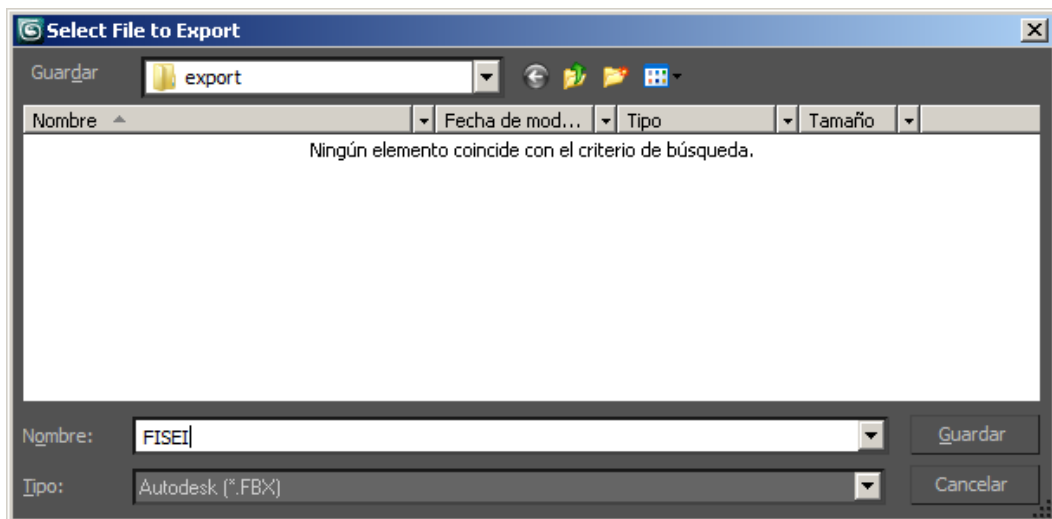 Select File to Export
Guardar
export
Nombre Fecha de mod... Tipo Tamaño
Ningún elemento coincide con el criterio de búsqueda.
Nombre: FISEI Guardar
Tipo: Autodesk (*.FBX) Cancelar